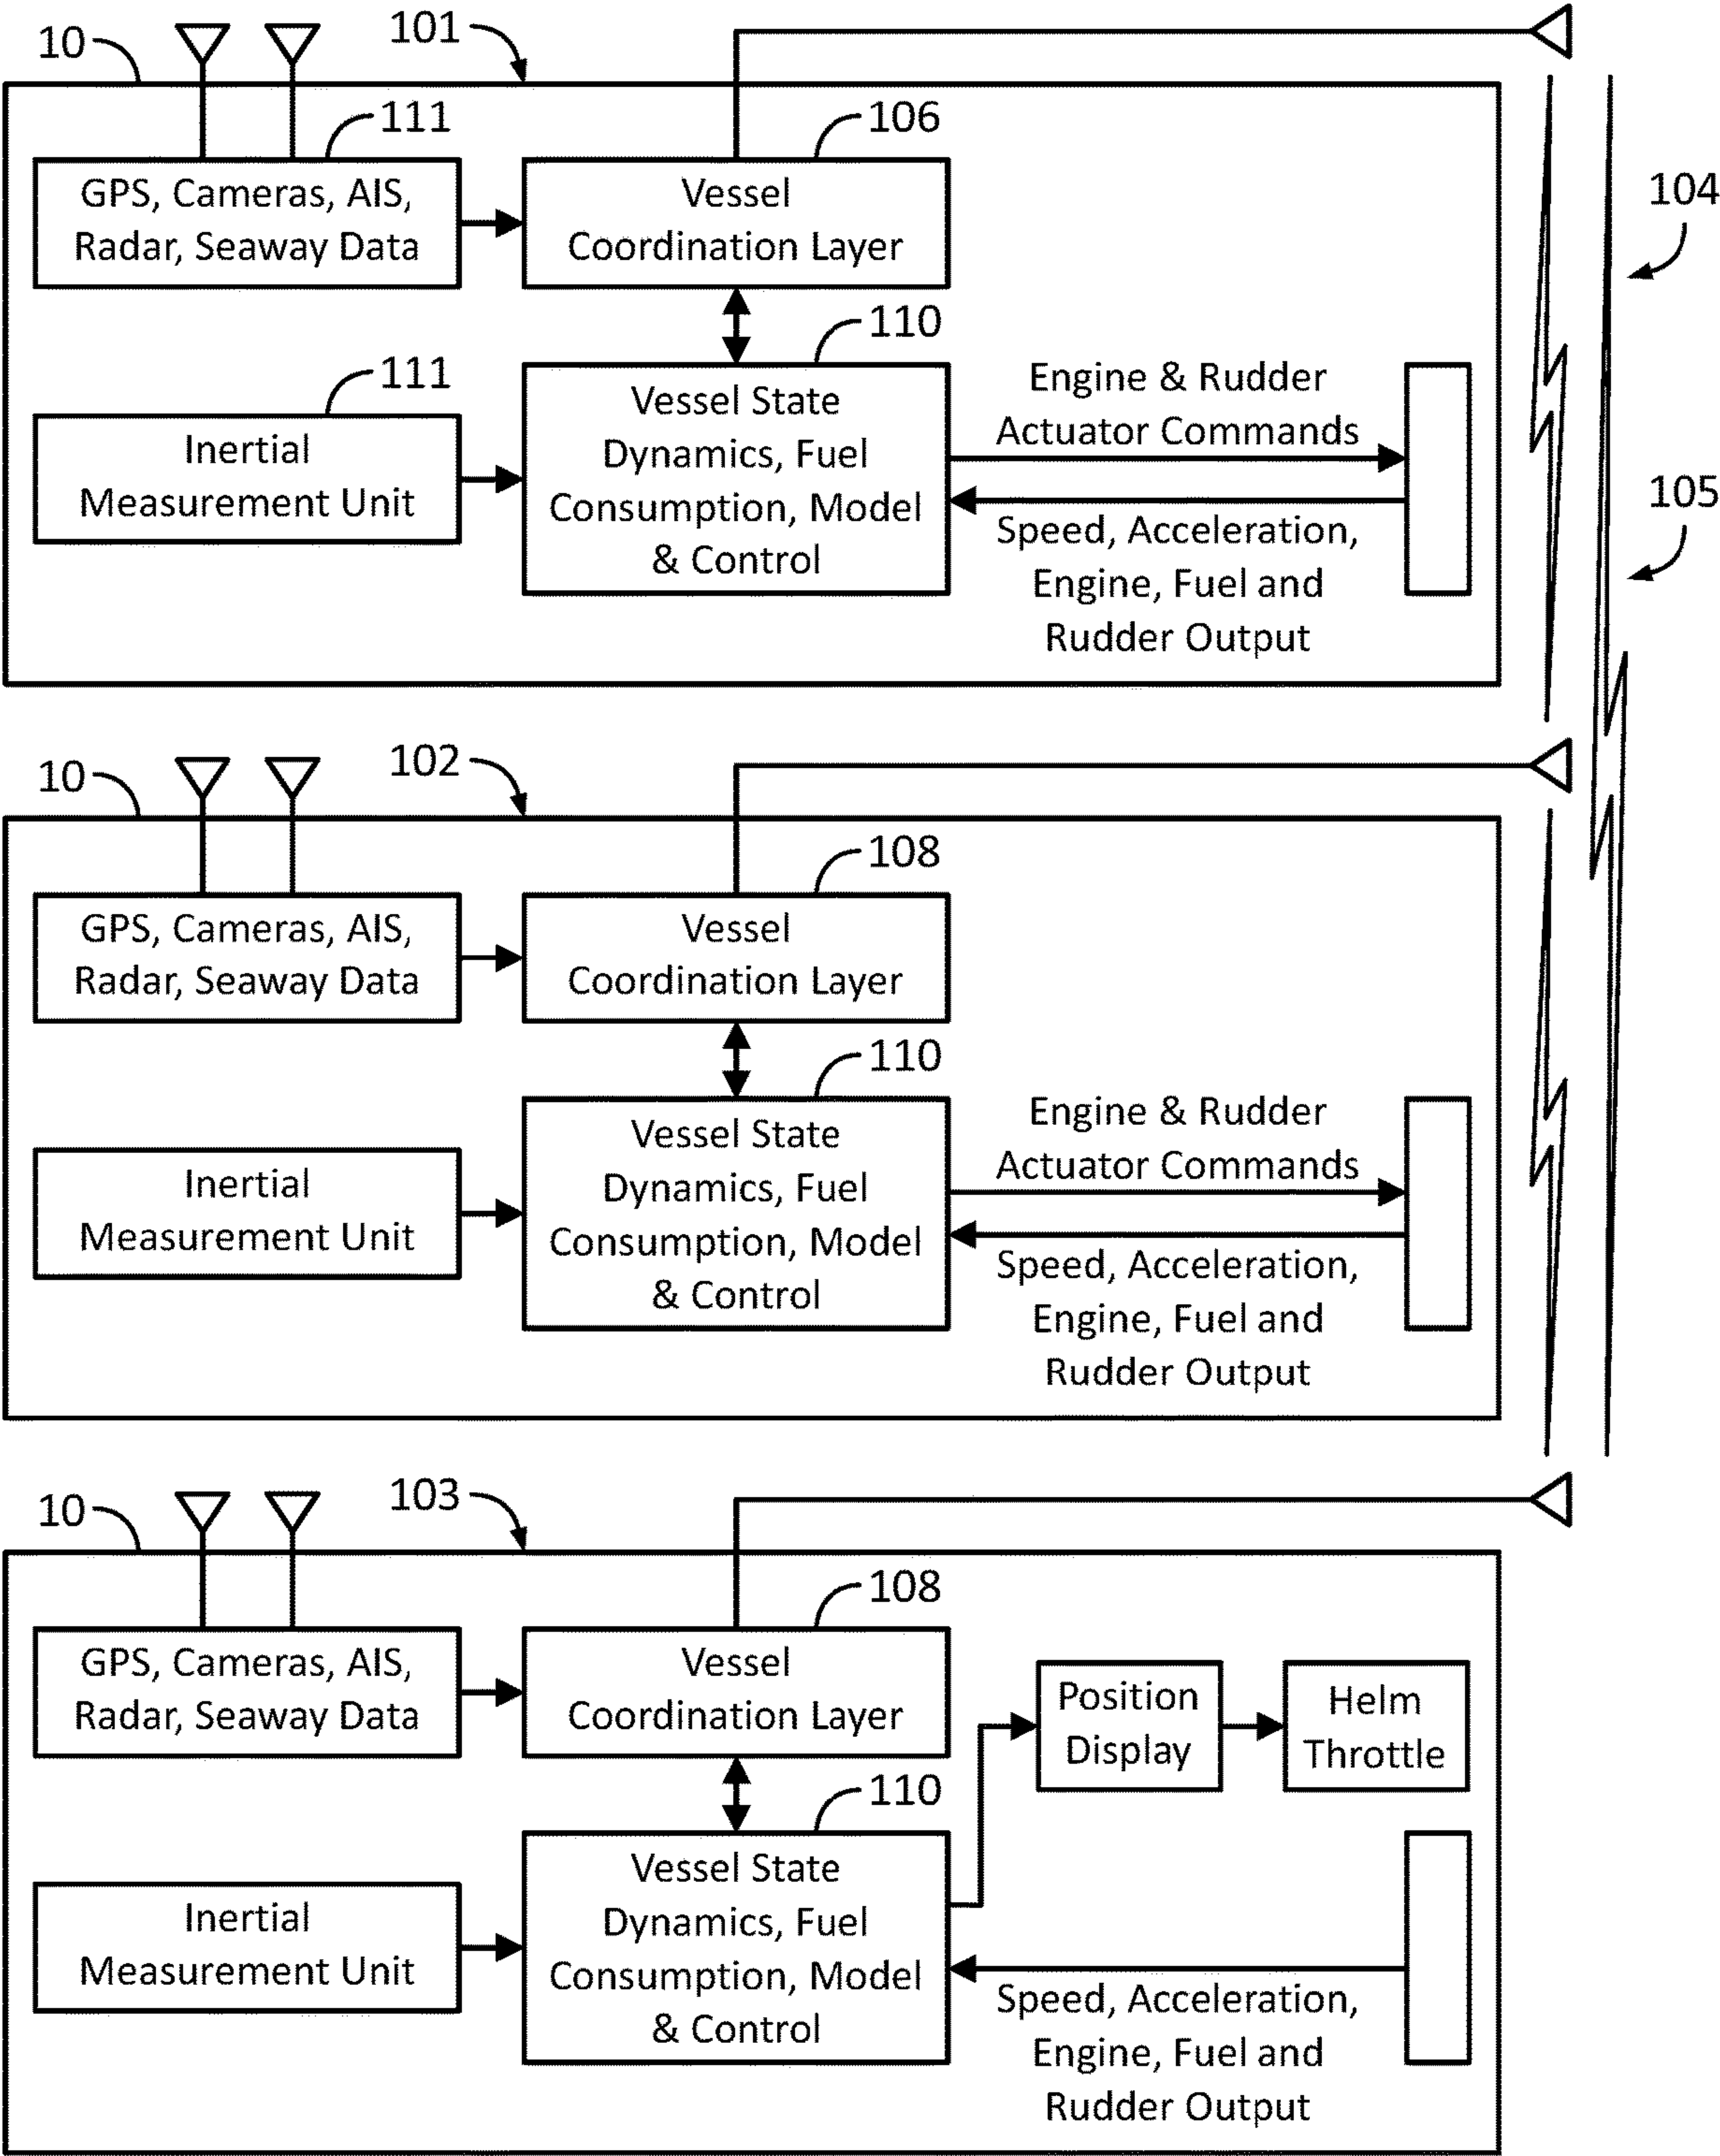 10
101
111
106
GPS, Cameras, AIS,
Radar, Seaway Data
Vessel
Coordination Layer
104
110
111
Inertial
Measurement Unit
Vessel State
Dynamics, Fuel
Consumption, Model
& Control
Engine & Rudder
Actuator Commands
Speed, Acceleration,
Engine, Fuel and
Rudder Output
105
10
102
108
GPS, Cameras, AIS,
Radar, Seaway Data
Vessel
Coordination Layer
110
Inertial
Measurement Unit
Vessel State
Dynamics, Fuel
Consumption, Model
& Control
Engine & Rudder
Actuator Commands
Speed, Acceleration,
Engine, Fuel and
Rudder Output
10
103
108
GPS, Cameras, AIS,
Radar, Seaway Data
Vessel
Coordination Layer
Position
Display
Helm
Throttle
110
Inertial
Measurement Unit
Vessel State
Dynamics, Fuel
Consumption, Model
& Control
Speed, Acceleration,
Engine, Fuel and
Rudder Output